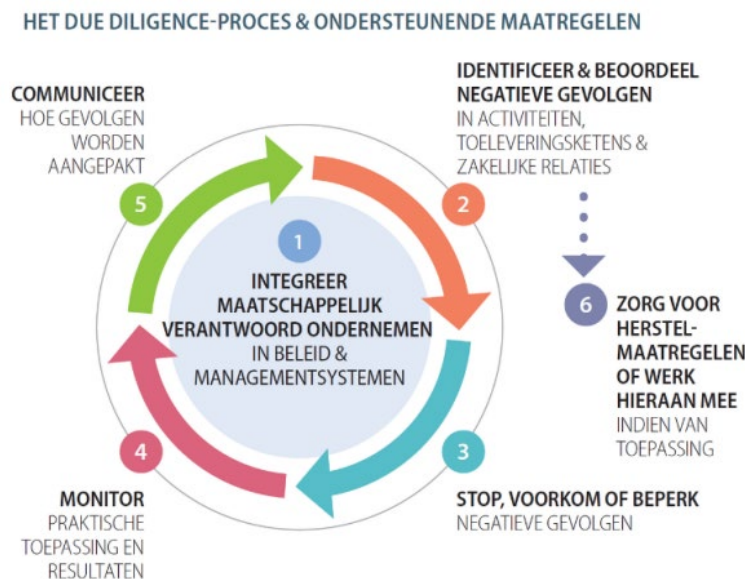 HET DUE DILIGENCE-PROCES & ONDERSTEUNENDE MAATREGELEN
1
INTEGREER
MAATSCHAPPELIJK
VERANTWOORD ONDERNEMEN
IN BELEID &
MANAGEMENTSYSTEMEN
2
IDENTIFICEER & BEOORDEEL
NEGATIEVE GEVOLGEN
IN ACTIVITEITEN,
TOELEVERINGSKETENS &
ZAKELIJKE RELATIES
3
STOP, VOORKOM OF BEPERK
NEGATIEVE GEVOLGEN
4
MONITOR
PRAKTISCHE
TOEPASSING EN
RESULTATEN
5
COMMUNICEER
HOE GEVOLGEN
WORDEN
AANGEPAKT
6
ZORG VOOR
HERSTEL-
MAATREGELEN
OF WERK
HIERAAN MEE
INDIEN VAN
TOEPASSING